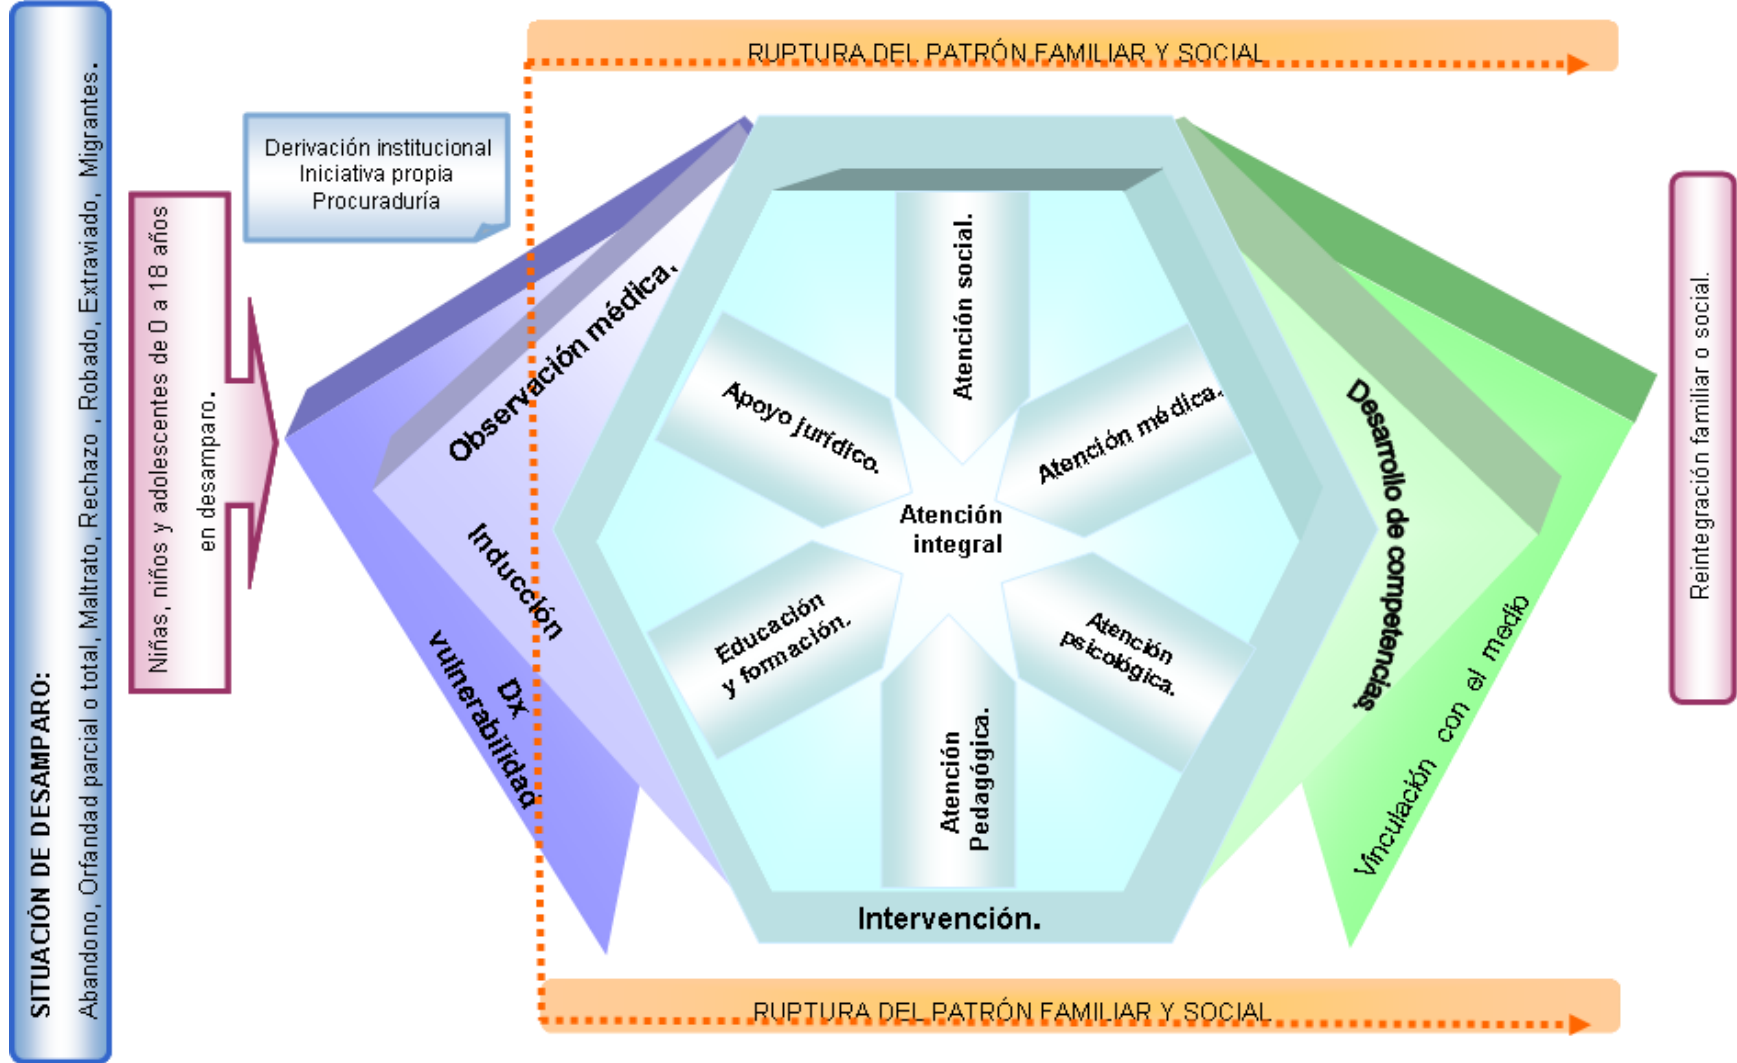 SITUACIÓN DE DESAMPARO:
Abandono, Orfandad parcial o total, Maltrato, Rechazo , Robado, Extraviado, Migrantes.
Niñas, niños y adolescentes de 0 a 18 años
en desamparo.
Derivación institucional
Iniciativa propia
Procuraduría
RUPTURA DEL PATRÓN FAMILIAR Y SOCIAL
Observación médica.
Inducción
Dx
vulnerabilidad.
Atención social.
Apoyo jurídico.
Atención médica.
Atención
integral
Educación
y formación.
Atención
psicológica.
Atención
Pedagógica.
Intervención.
Desarrollo de competencias.
Vinculación con el medio
Reintegración familiar o social.
RUPTURA DEL PATRÓN FAMILIAR Y SOCIAL